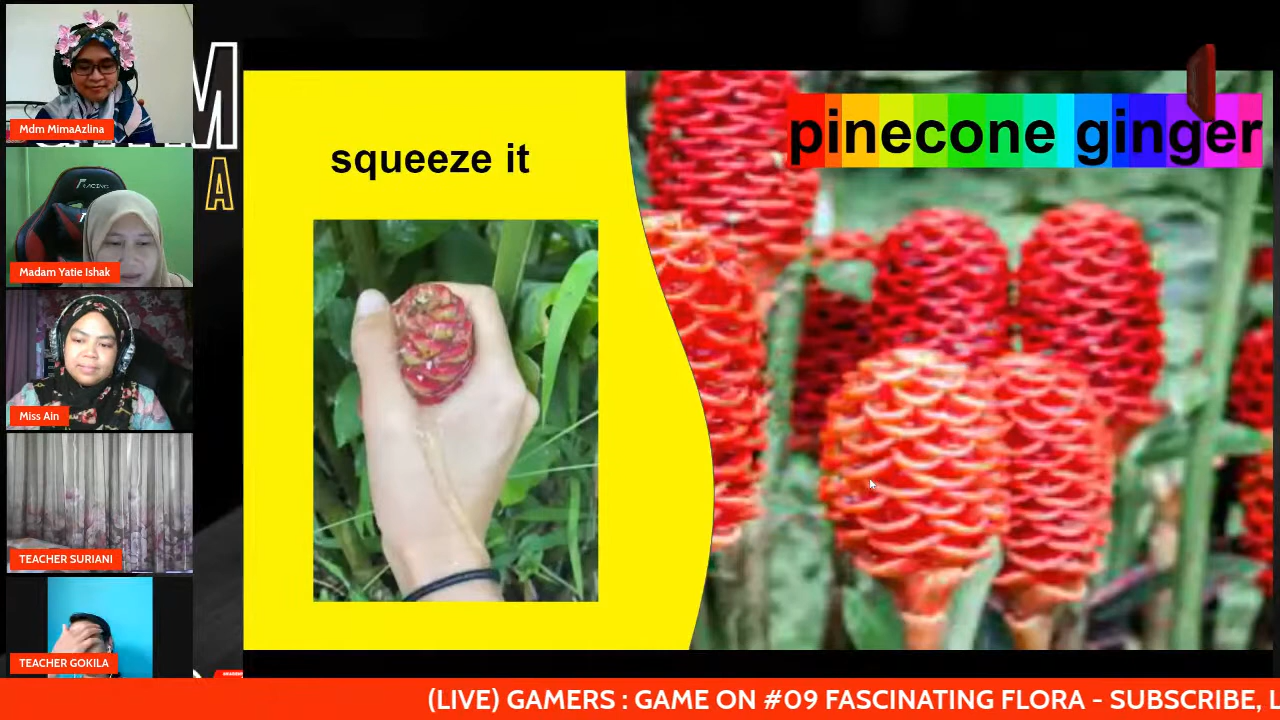 Mdm MimaAzlina
Madam Yatie Ishak
Miss Ain
TEACHER SURIANI
TEACHER GOKILA
M
A
squeeze it
pinecone ginger
(LIVE) GAMERS : GAME ON #09 FASCINATING FLORA - SUBSCRIBE, L